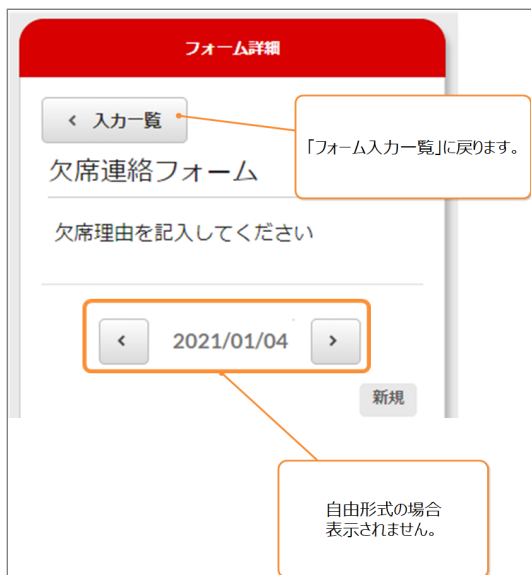 フォーム詳細
‹ 入力一覧
「フォーム入力一覧」に戻ります。
欠席連絡フォーム
欠席理由を記入してください
‹ 2021/01/04 ›
新規
自由形式の場合
表示されません。